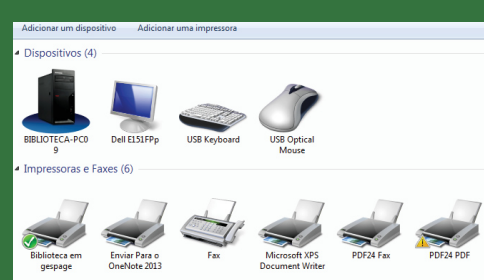 Adicionar um dispositivo Adicionar uma impressora
Dispositivos (4)
BIBLIOTECA-PC0 Dell E151FPp USB Keyboard USB Optical
9 Mouse
Impressoras e Faxes (6)
Biblioteca em Enviar Para o Fax Microsoft XPS PDF24 Fax PDF24 PDF
gespage OneNote 2013 Document Writer